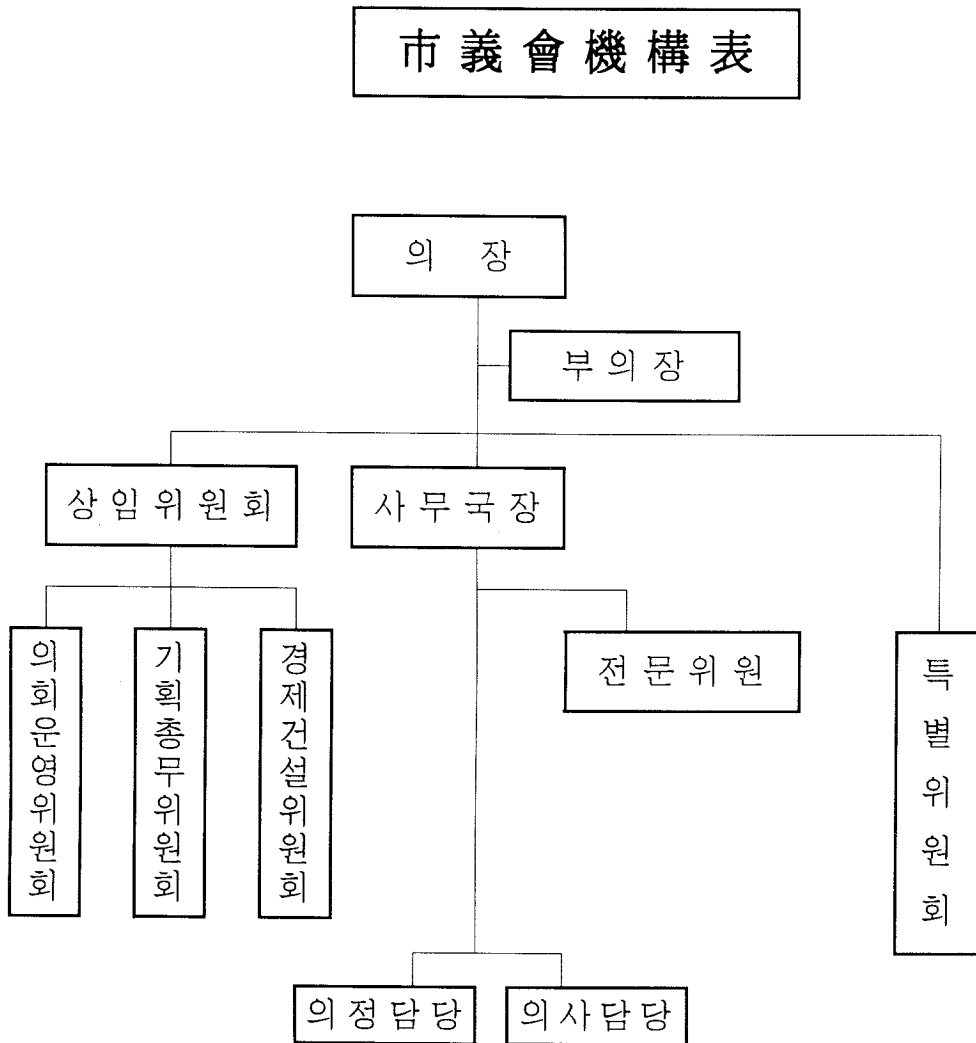 市義會機構表
의 장
부의장
상임위원회
사무국장
의회운영위원회
기획총무위원회
경제건설위원회
전문위원
특별위원회
의정담당
의사담당